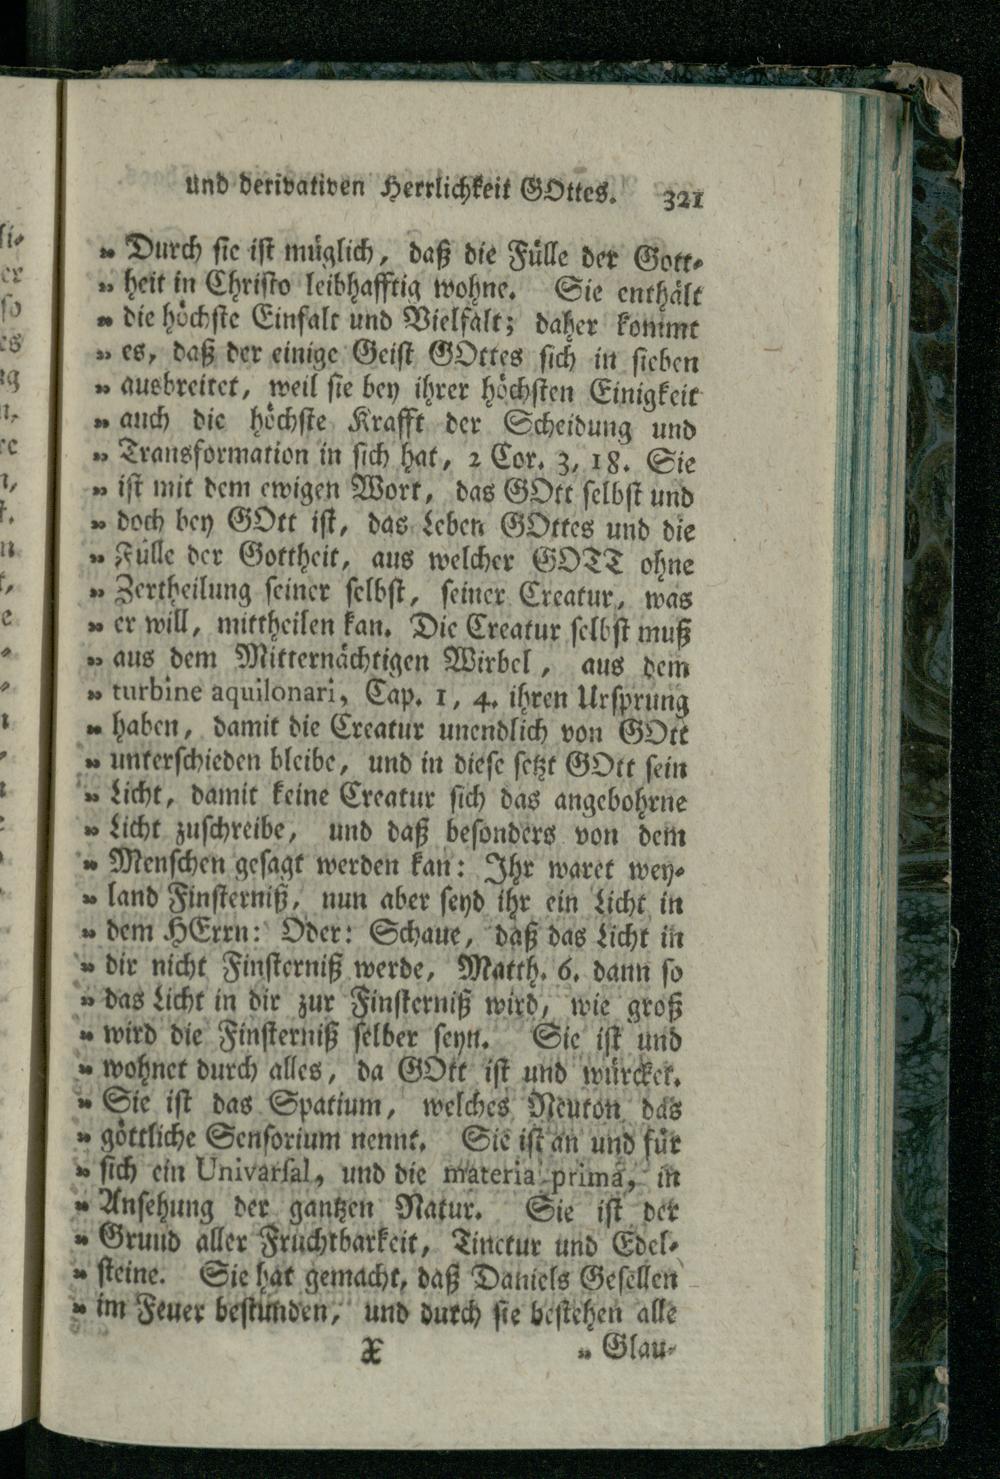 und derivativen Herrlichkeit GOttes. 321
„ Durch sie ist müglich, daß die Fülle der Gott-
„ heit in Christo leibhafftig wohne. Sie enthält
„ die höchste Einfalt und Vielfalt; daher kommt
„ es, daß der einige Geist GOttes sich in sieben
„ ausbreitet, weil sie bey ihrer höchsten Einigkeit
„ auch die höchste Krafft der Scheidung und
„ Transformation in sich hat, 2 Cor. 3, 18. Sie
„ ist mit dem ewigen Wort, das GOtt selbst und
„ doch bey GOtt ist, das Leben GOttes und die
„ Fülle der Gottheit, aus welcher GOTT ohne
„ Zertheilung seiner selbst, seiner Creatur, was
„ er will, mittheilen kan. Die Creatur selbst muß
„ aus dem Mitternächtigen Wirbel, aus dem
„ turbine aquilonari, Cap. 1, 4. ihren Ursprung
„ haben, damit die Creatur unendlich von GOtt
„ unterschieden bleibe, und in diese setzt GOtt sein
„ Licht, damit keine Creatur sich das angebohrne
„ Licht zuschreibe, und daß besonders von dem
„ Menschen gesagt werden kan: Ihr waret wey-
„ land Finsterniß, nun aber seyd ihr ein Licht in
„ dem HErrn: Oder: Schaue, daß das Licht in
„ dir nicht Finsterniß werde, Matth. 6. dann so
„ das Licht in dir zur Finsterniß wird, wie groß
„ wird die Finsterniß selber seyn. Sie ist und
„ wohnet durch alles, da GOtt ist und würcket.
„ Sie ist das Spatium, welches Neuton das
„ göttliche Sensorium nennt. Sie ist an und für
„ sich ein Univarsal, und die materia prima, in
„ Ansehung der gantzen Natur. Sie ist der
„ Grund aller Fruchtbarkeit, Tinctur und Edel-
„ steine. Sie hat gemacht, daß Daniels Gesellen
„ im Feuer bestünden, und durch sie bestehen alle
X „ Glau-